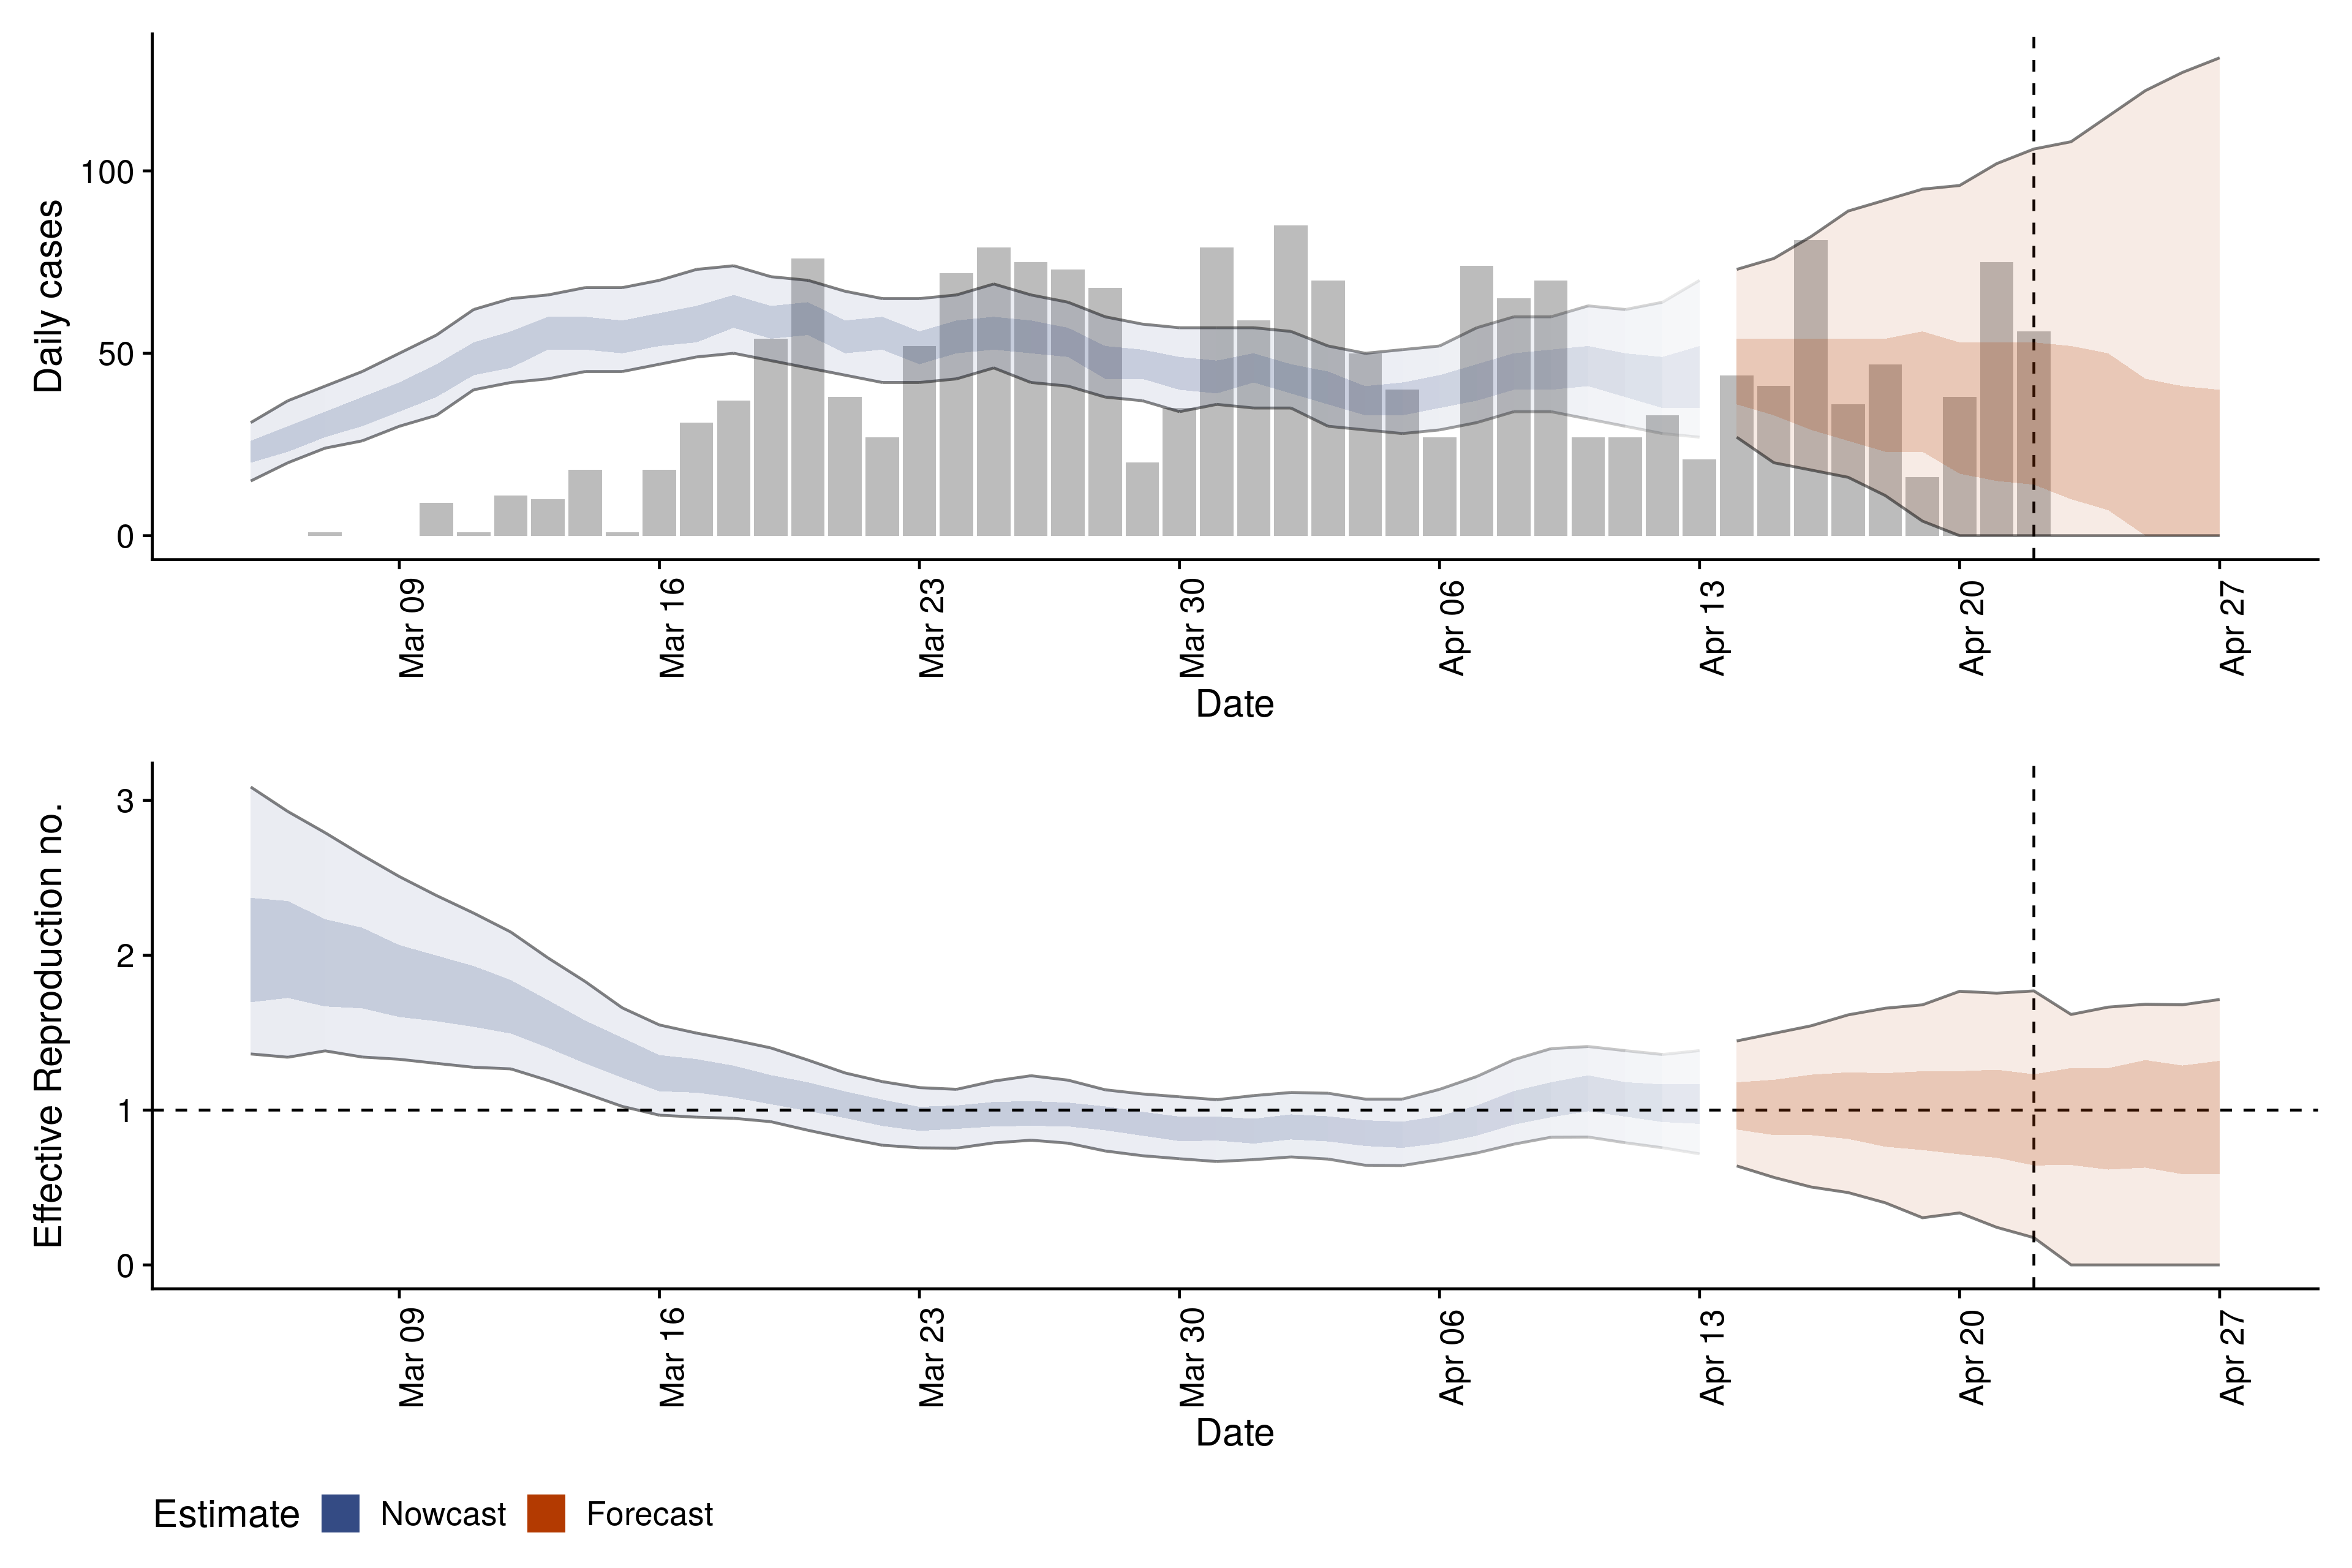 Daily cases
100
50
0
Mar 09
Mar 16
Mar 23
Mar 30
Apr 06
Apr 13
Apr 20
Apr 27
Date
Effective Reproduction no.
3
2
1
0
Mar 09
Mar 16
Mar 23
Mar 30
Apr 06
Apr 13
Apr 20
Apr 27
Date
Estimate Nowcast Forecast